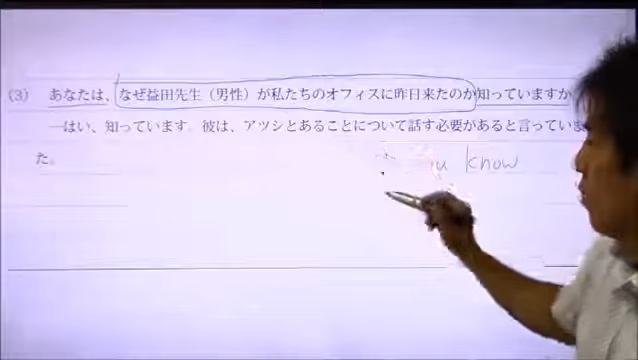 (3) あなたは、なぜ益田先生（男性）が私たちのオフィスに昨日来たのか知っていますか
―はい、知っています。彼は、アツシとあることについて話す必要があると言っていま
た。
know